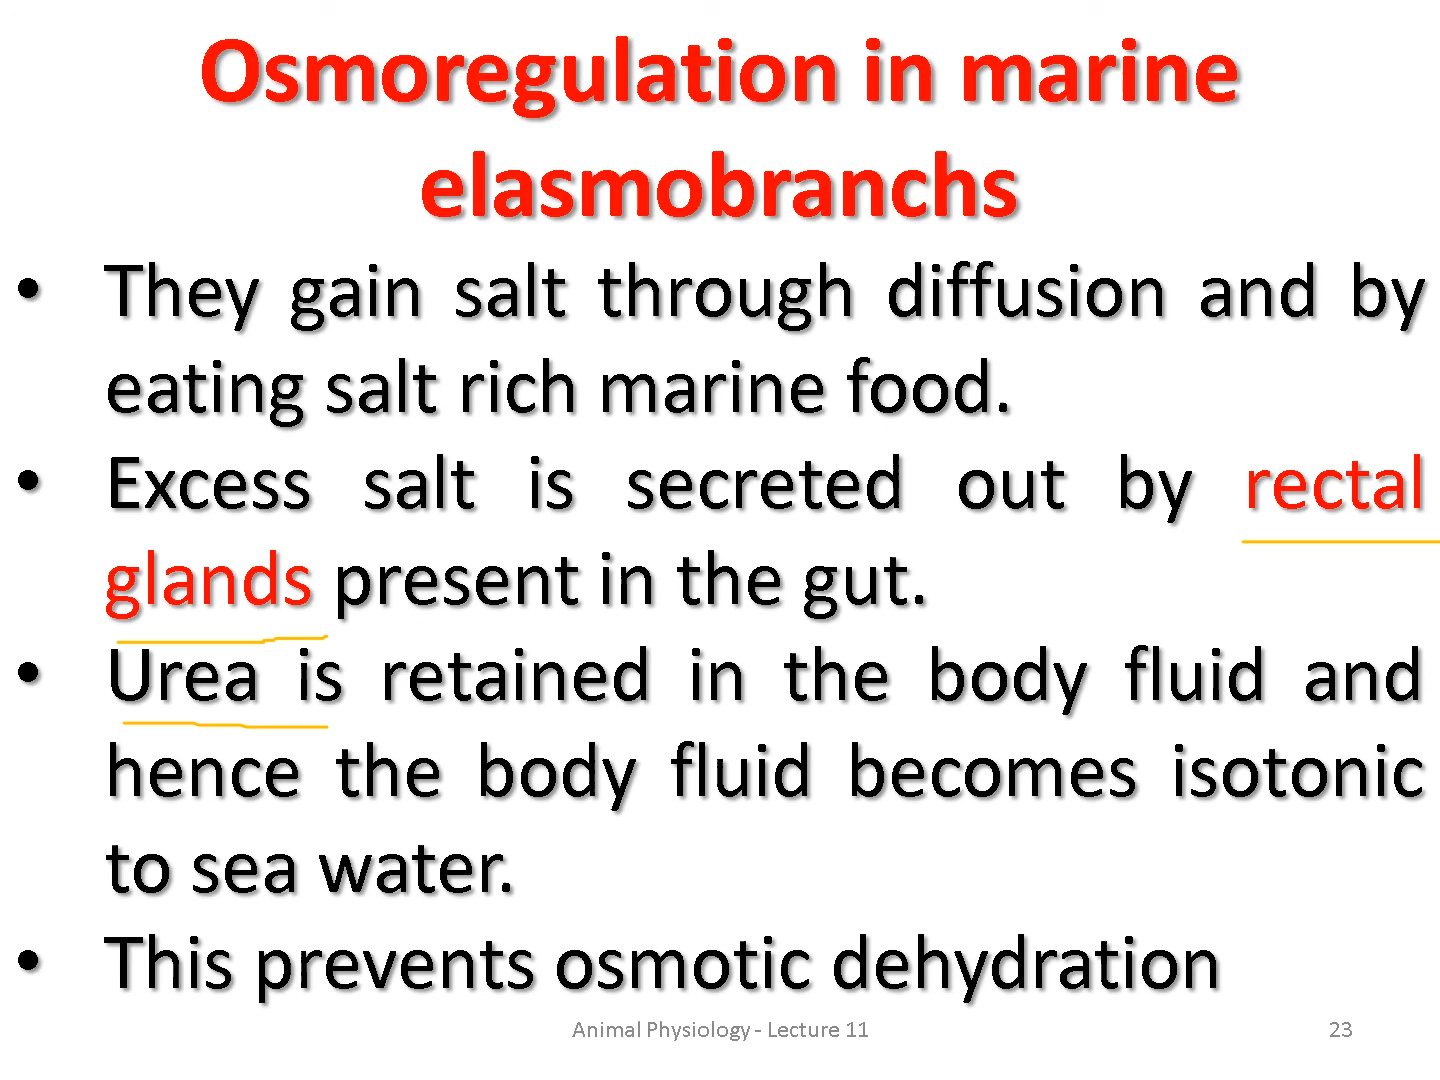 Osmoregulation in marine
elasmobranchs
• They gain salt through diffusion and by
eating salt rich marine food.
• Excess salt is secreted out by rectal
glands present in the gut.
• Urea is retained in the body fluid and
hence the body fluid becomes isotonic
to sea water.
• This prevents osmotic dehydration
Animal Physiology - Lecture 11 23